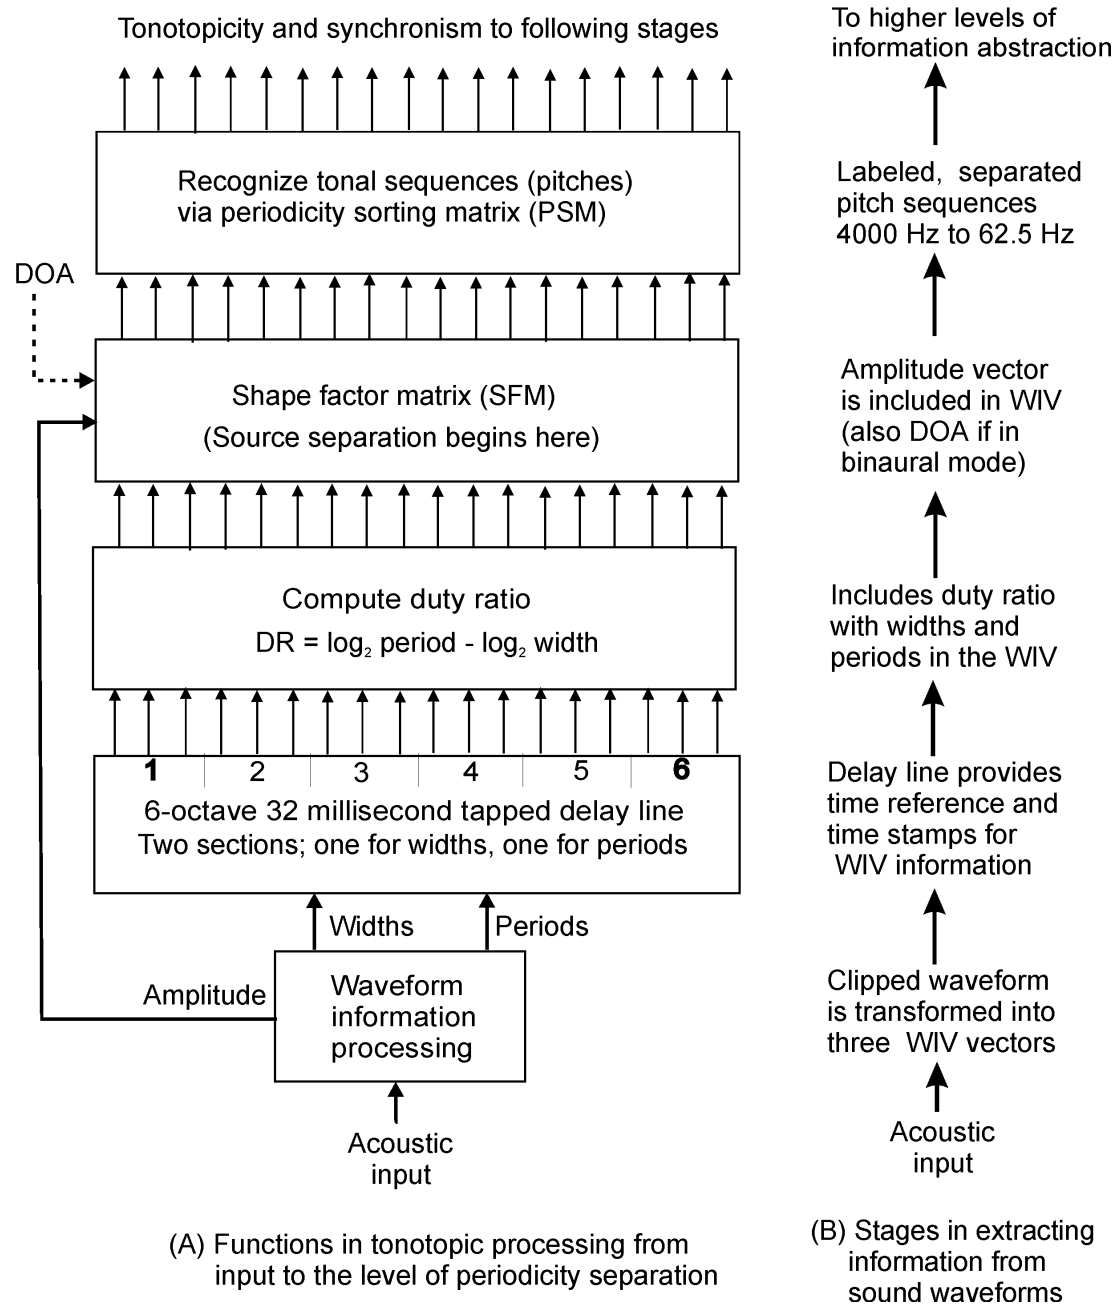 Tonotopicity and synchronism to following stages
Recognize tonal sequences (pitches)
via periodicity sorting matrix (PSM)
DOA
Shape factor matrix (SFM)
(Source separation begins here)
Compute duty ratio
DR = log₂ period - log₂ width
1 2 3 4 5 6
6-octave 32 millisecond tapped delay line
Two sections; one for widths, one for periods
Widths
Periods
Amplitude
Waveform
information
processing
Acoustic
input
(A) Functions in tonotopic processing from
input to the level of periodicity separation
To higher levels of
information abstraction
Labeled, separated
pitch sequences
4000 Hz to 62.5 Hz
Amplitude vector
is included in WIV
(also DOA if in
binaural mode)
Includes duty ratio
with widths and
periods in the WIV
Delay line provides
time reference and
time stamps for
WIV information
Clipped waveform
is transformed into
three WIV vectors
Acoustic
input
(B) Stages in extracting
information from
sound waveforms